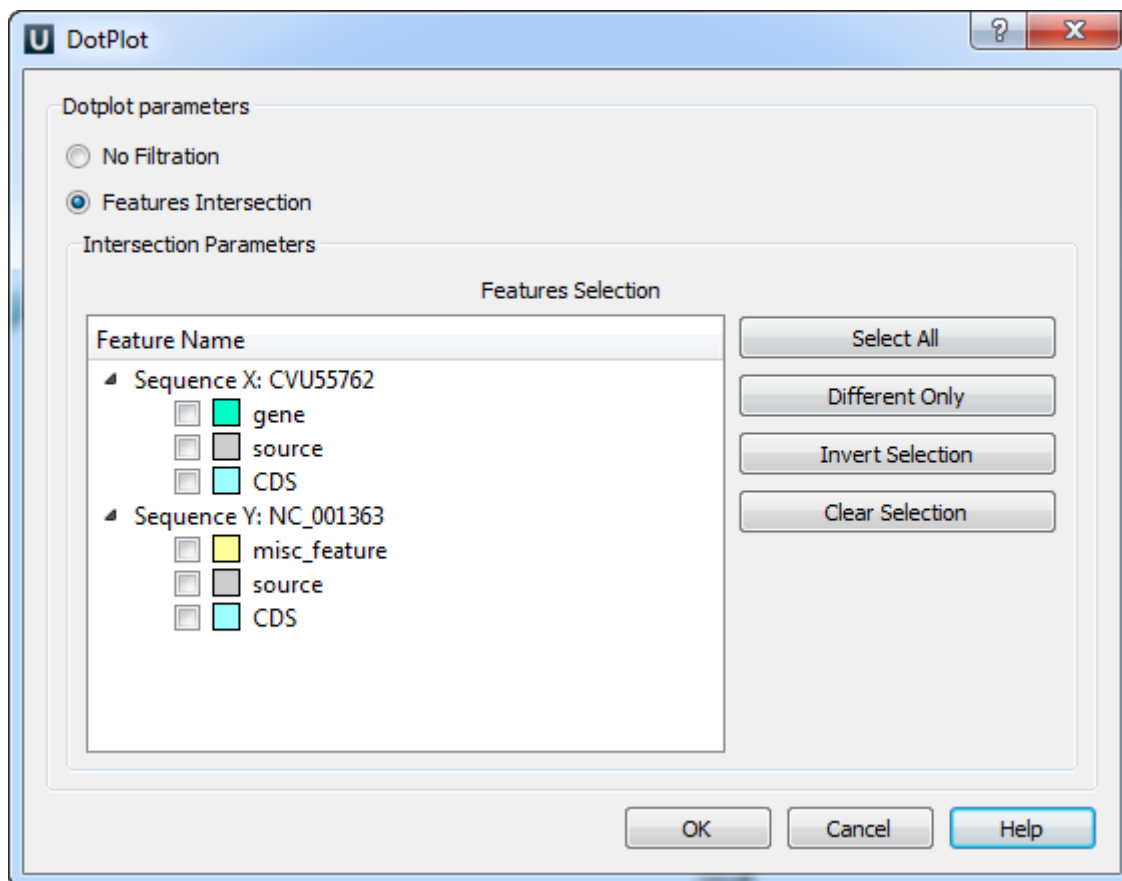 U DotPlot
Dotplot parameters
No Filtration
Features Intersection
Intersection Parameters
Features Selection
Feature Name
Sequence X: CVU55762
gene
source
CDS
Sequence Y: NC_001363
misc_feature
source
CDS
Select All
Different Only
Invert Selection
Clear Selection
OK
Cancel
Help